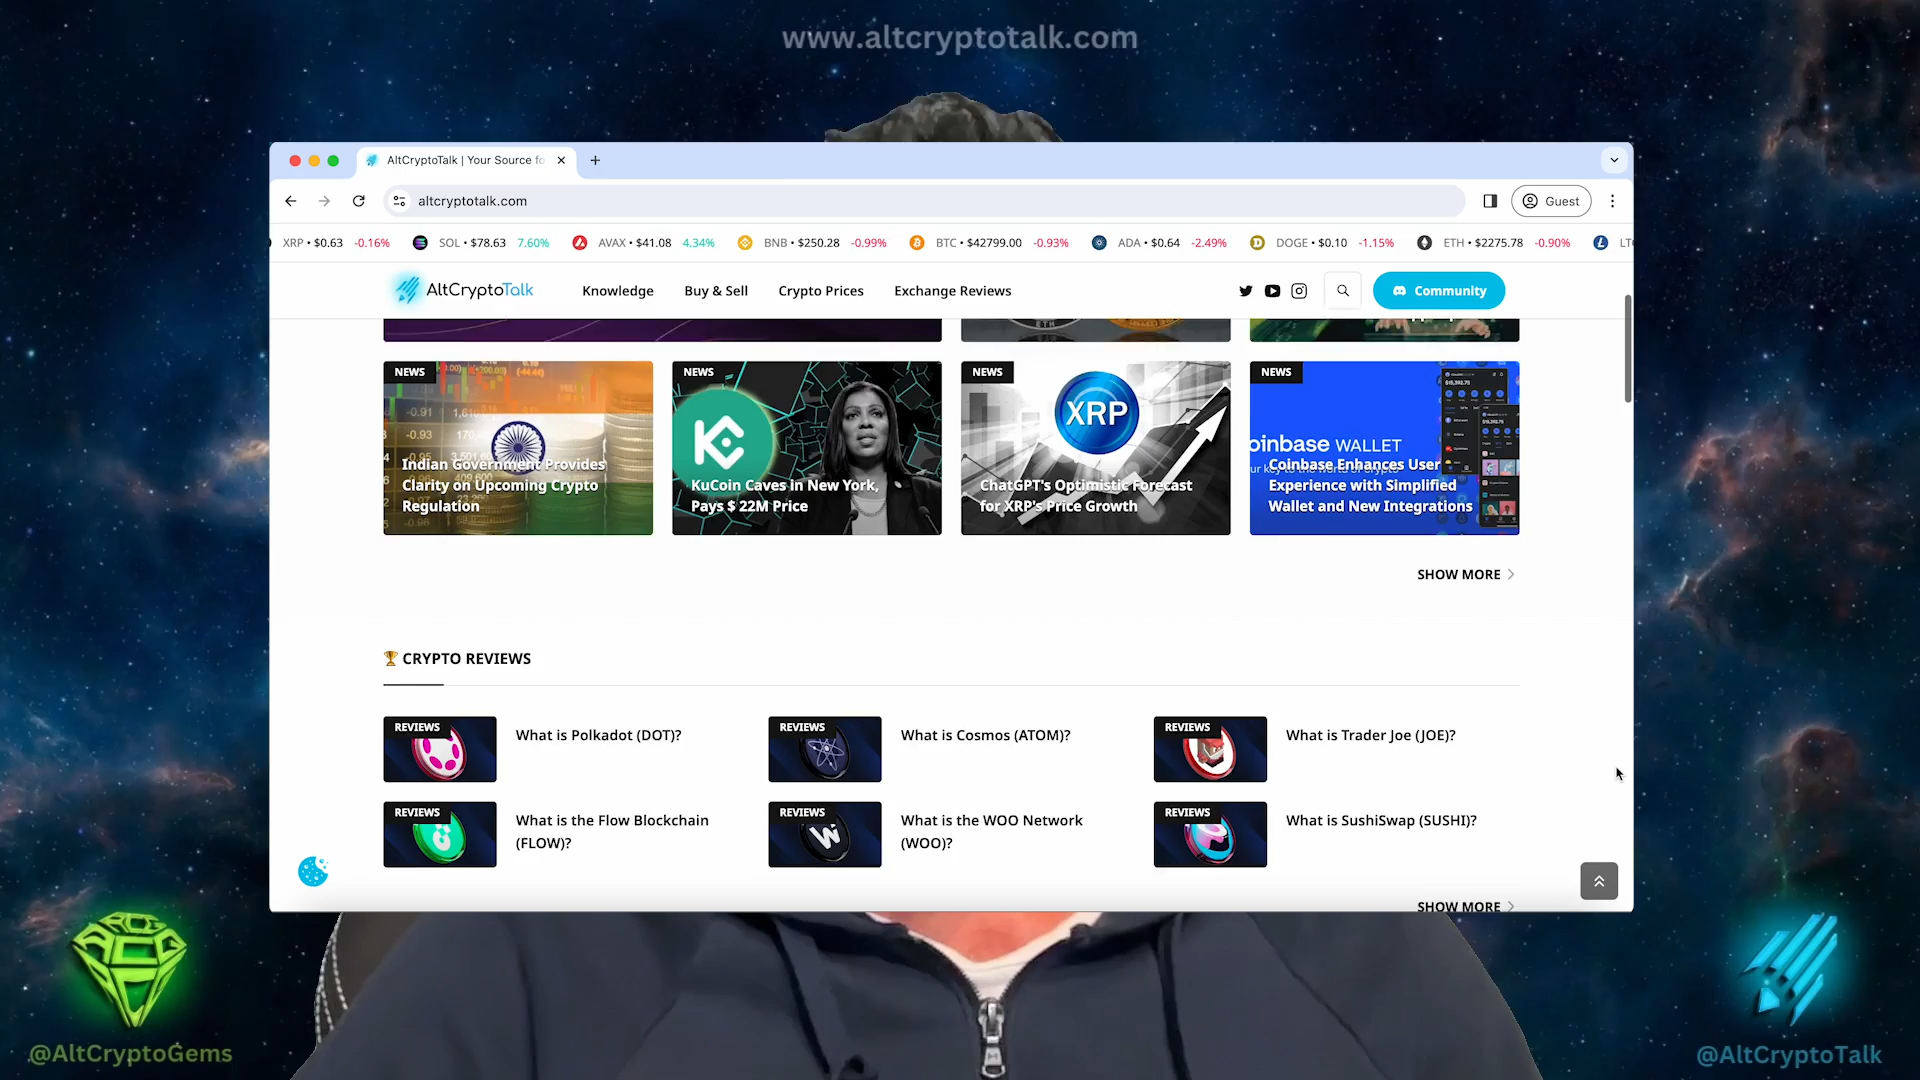 www.altcryptotalk.com
AltCryptoTalk | Your Source fo
altcryptotalk.com
Guest
XRP • $0.63 -0.16% SOL • $78.63 7.60% AVAX • $41.08 4.34% BNB • $250.28 -0.99% BTC • $42799.00 -0.93% ADA • $0.64 -2.49% DOGE • $0.10 -1.15% ETH • $2275.78 -0.90% LT
AltCryptoTalk Knowledge Buy & Sell Crypto Prices Exchange Reviews Community
NEWS
Indian Government Provides
Clarity on Upcoming Crypto
Regulation
NEWS
KuCoin Caves in New York,
Pays $ 22M Price
NEWS
XRP
ChatGPT's Optimistic Forecast
for XRP's Price Growth
NEWS
oinbase WALLET
Coinbase Enhances User
Experience with Simplified
Wallet and New Integrations
SHOW MORE
CRYPTO REVIEWS
REVIEWS
What is Polkadot (DOT)?
REVIEWS
What is Cosmos (ATOM)?
REVIEWS
What is Trader Joe (JOE)?
REVIEWS
What is the Flow Blockchain
(FLOW)?
REVIEWS
What is the WOO Network
(WOO)?
REVIEWS
What is SushiSwap (SUSHI)?
SHOW MORE
@AltCryptoGems
@AltCryptoTalk